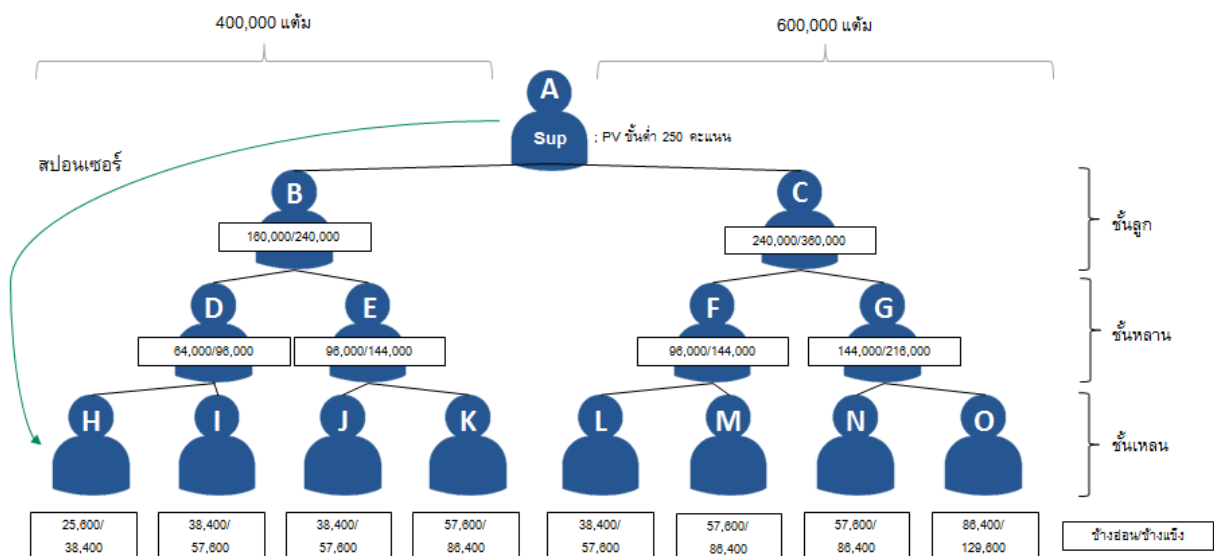 400,000 แต้ม
600,000 แต้ม
A
Sup
; PV ขั้นต่ำ 250 คะแนน
สปอนเซอร์
B
C
160,000/240,000
240,000/360,000
ชั้นลูก
D
E
F
G
64,000/96,000
96,000/144,000
96,000/144,000
144,000/216,000
ชั้นหลาน
H
I
J
K
L
M
N
O
ชั้นเหลน
25,600/
38,400
38,400/
57,600
38,400/
57,600
57,600/
86,400
38,400/
57,600
57,600/
86,400
57,600/
86,400
86,400/
129,600
ข้างอ่อน/ข้างแข็ง